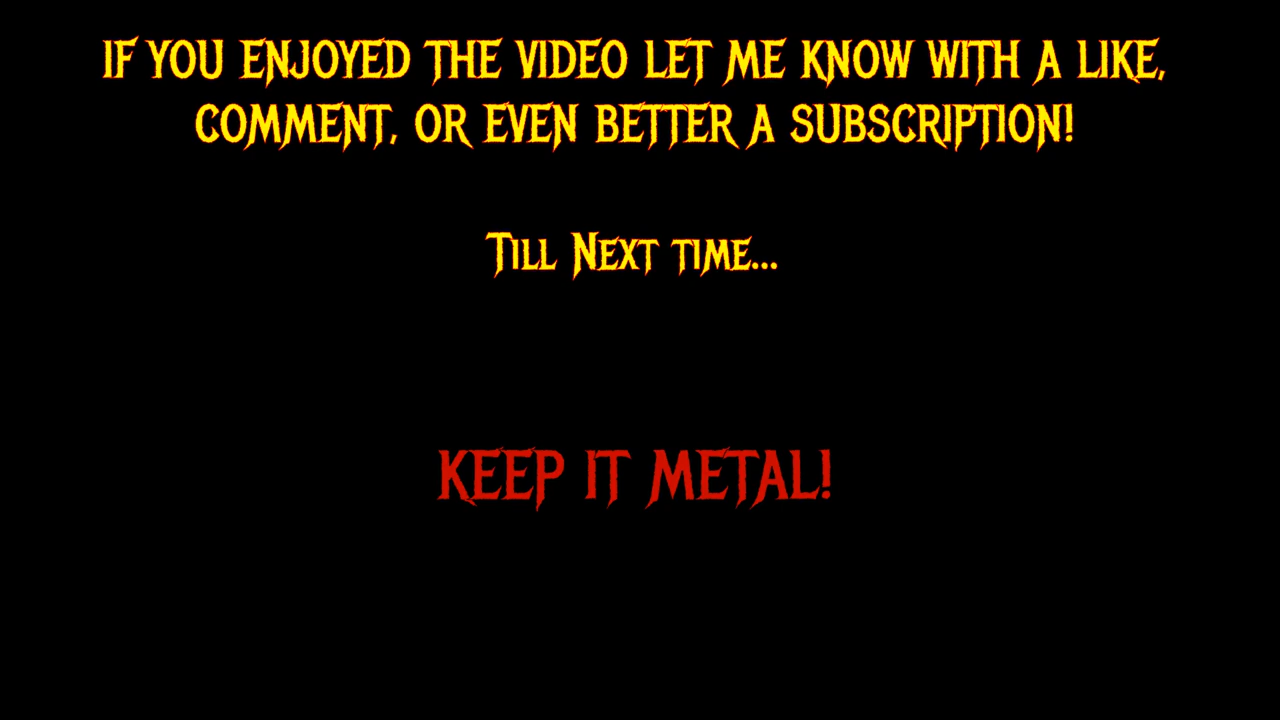 IF YOU ENJOYED THE VIDEO LET ME KNOW WITH A LIKE,
COMMENT, OR EVEN BETTER A SUBSCRIPTION!
TILL NEXT TIME...
KEEP IT METAL!